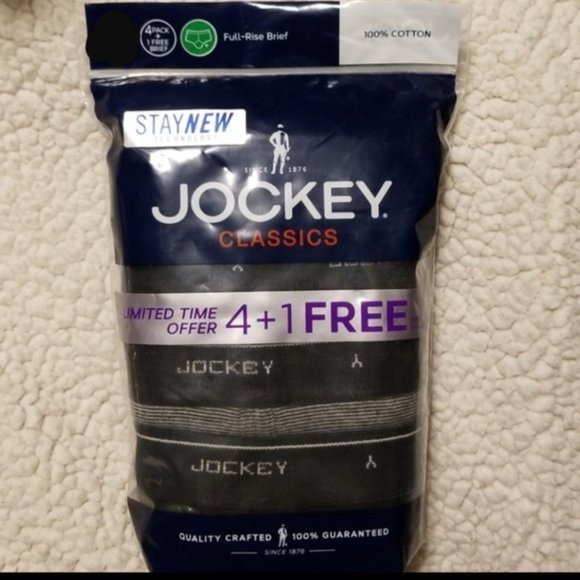 4 PACK
+
1 FREE
BRIEF
Full-Rise Brief
100% COTTON
STAYNEW
TECHNOLOGY
SINCE 1876
JOCKEY
CLASSICS
LIMITED TIME
OFFER
4+1 FREE
JOCKEY
JOCKEY
QUALITY CRAFTED 100% GUARANTEED
SINCE 1876